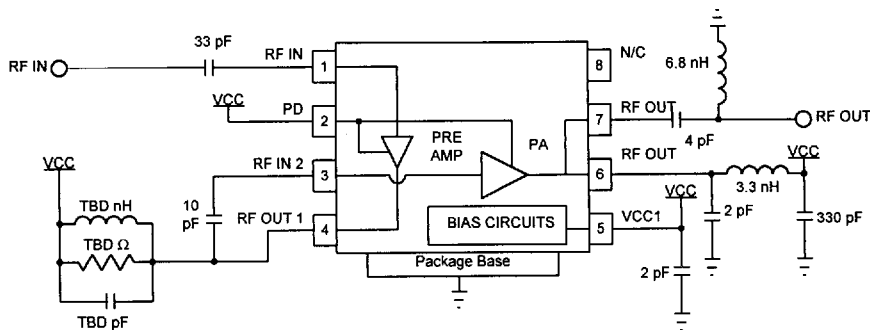 33 pF
RF IN
RF IN
1
8
N/C
6.8 nH
VCC
PD
2
PRE
AMP
PA
7
RF OUT
4 pF
RF OUT
RF IN 2
3
6
RF OUT
3.3 nH
VCC
VCC
TBD nH
TBD Ω
TBD pF
10
pF
RF OUT 1
4
BIAS CIRCUITS
5
VCC1
VCC
2 pF
330 pF
2 pF
Package Base